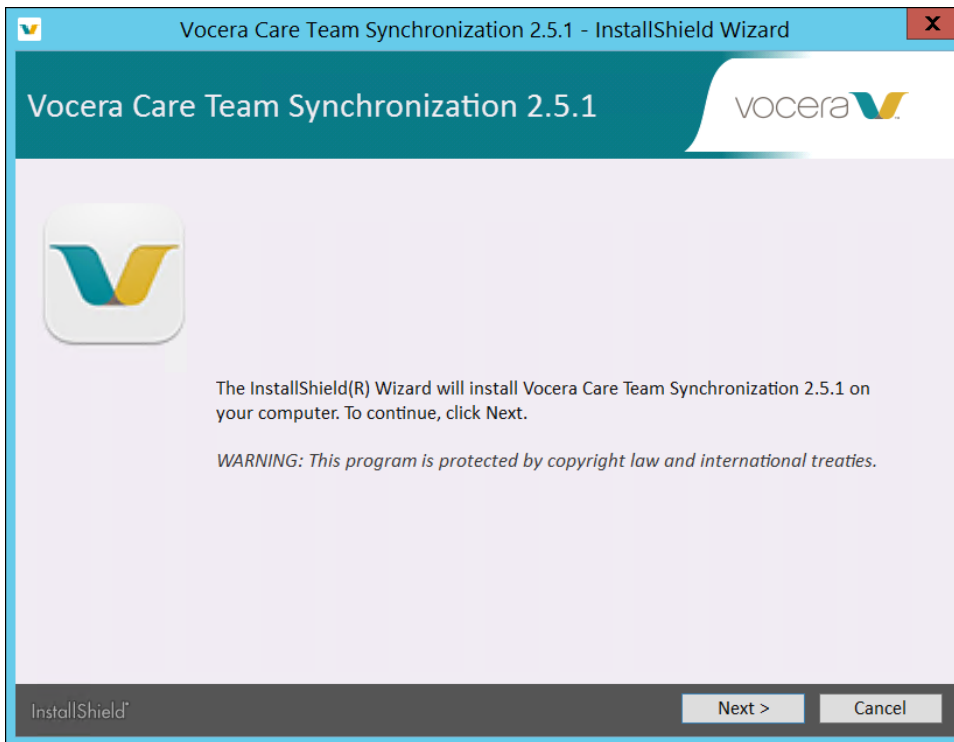 Vocera Care Team Synchronization 2.5.1 - InstallShield Wizard
X
Vocera Care Team Synchronization 2.5.1
vocera
The InstallShield(R) Wizard will install Vocera Care Team Synchronization 2.5.1 on
your computer. To continue, click Next.
WARNING: This program is protected by copyright law and international treaties.
InstallShield
Next >
Cancel